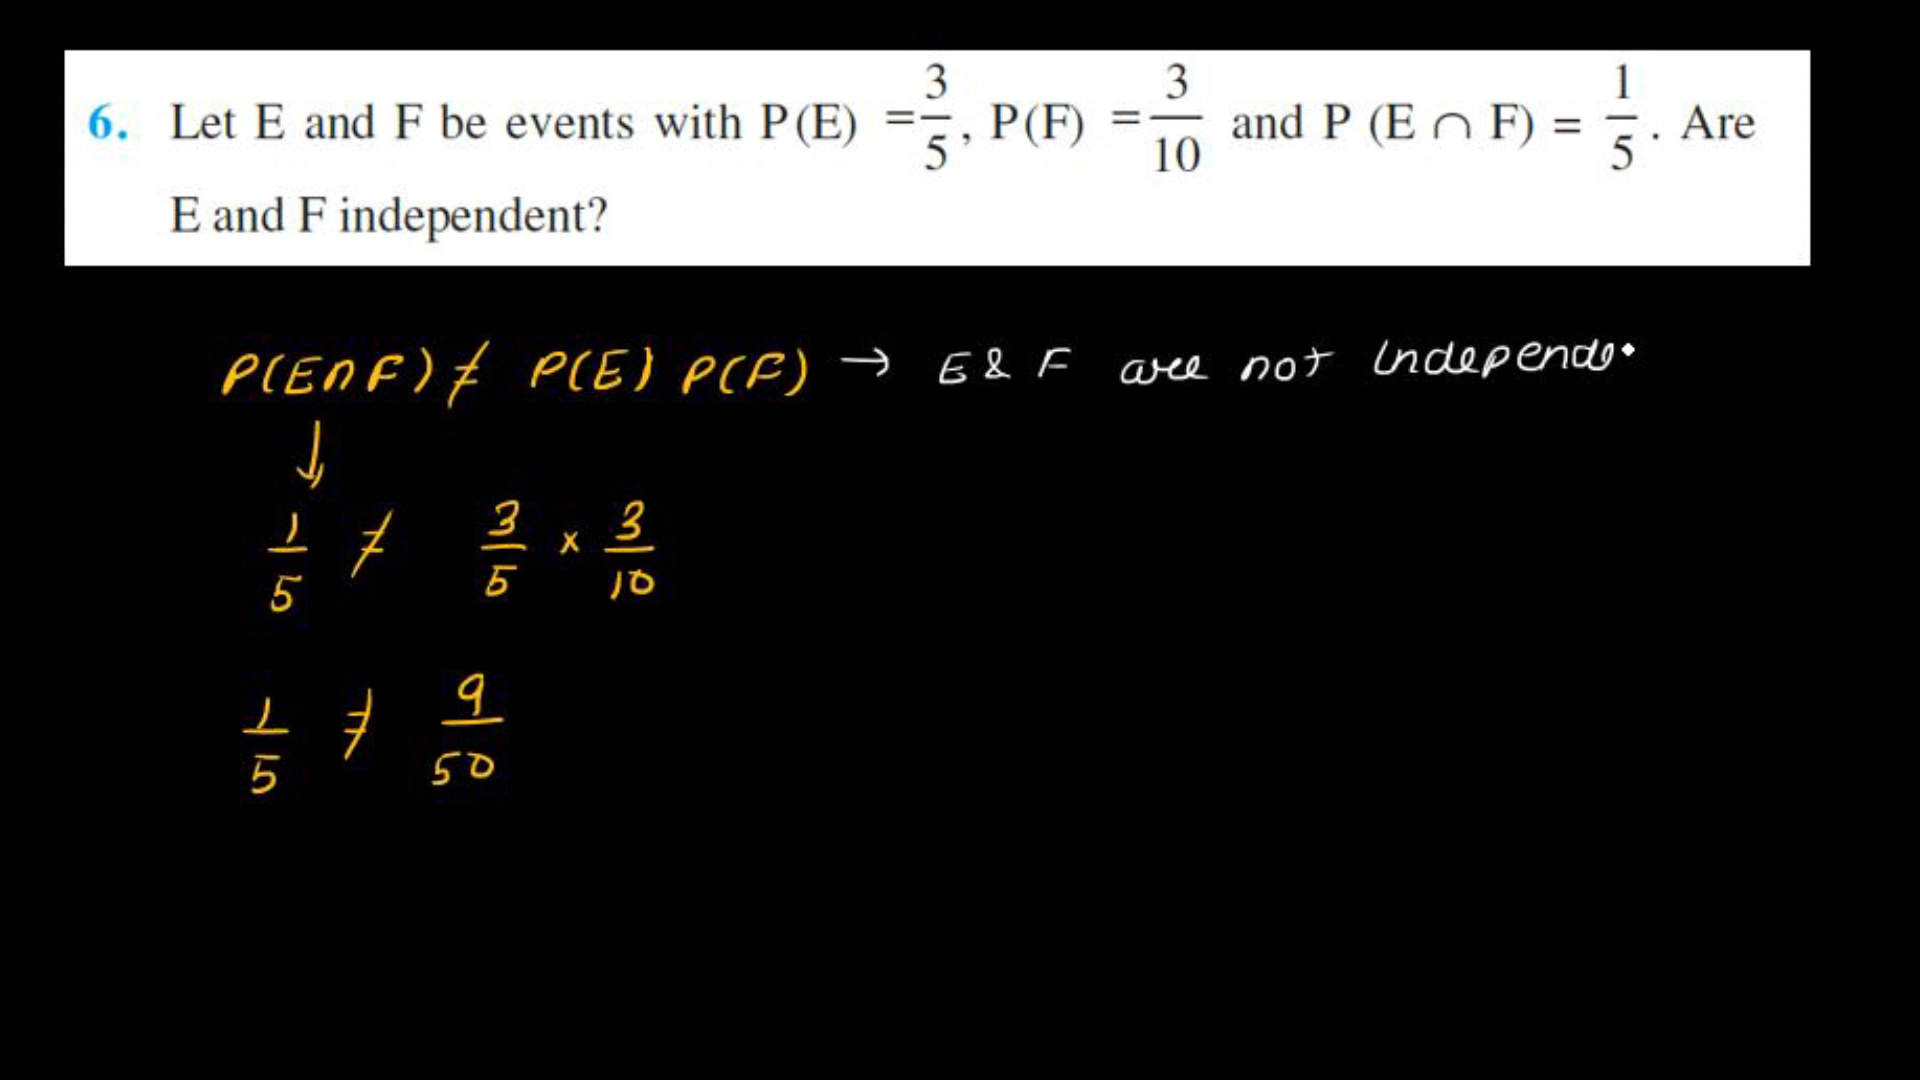 6. Let E and F be events with P(E) = 3/5, P(F) = 3/10 and P (E ∩ F) = 1/5. Are
E and F independent?
P(E∩F) ≠ P(E) P(F) → E & F are not Independe
↓
1/5 ≠ 3/5 × 3/10
1/5 ≠ 9/50